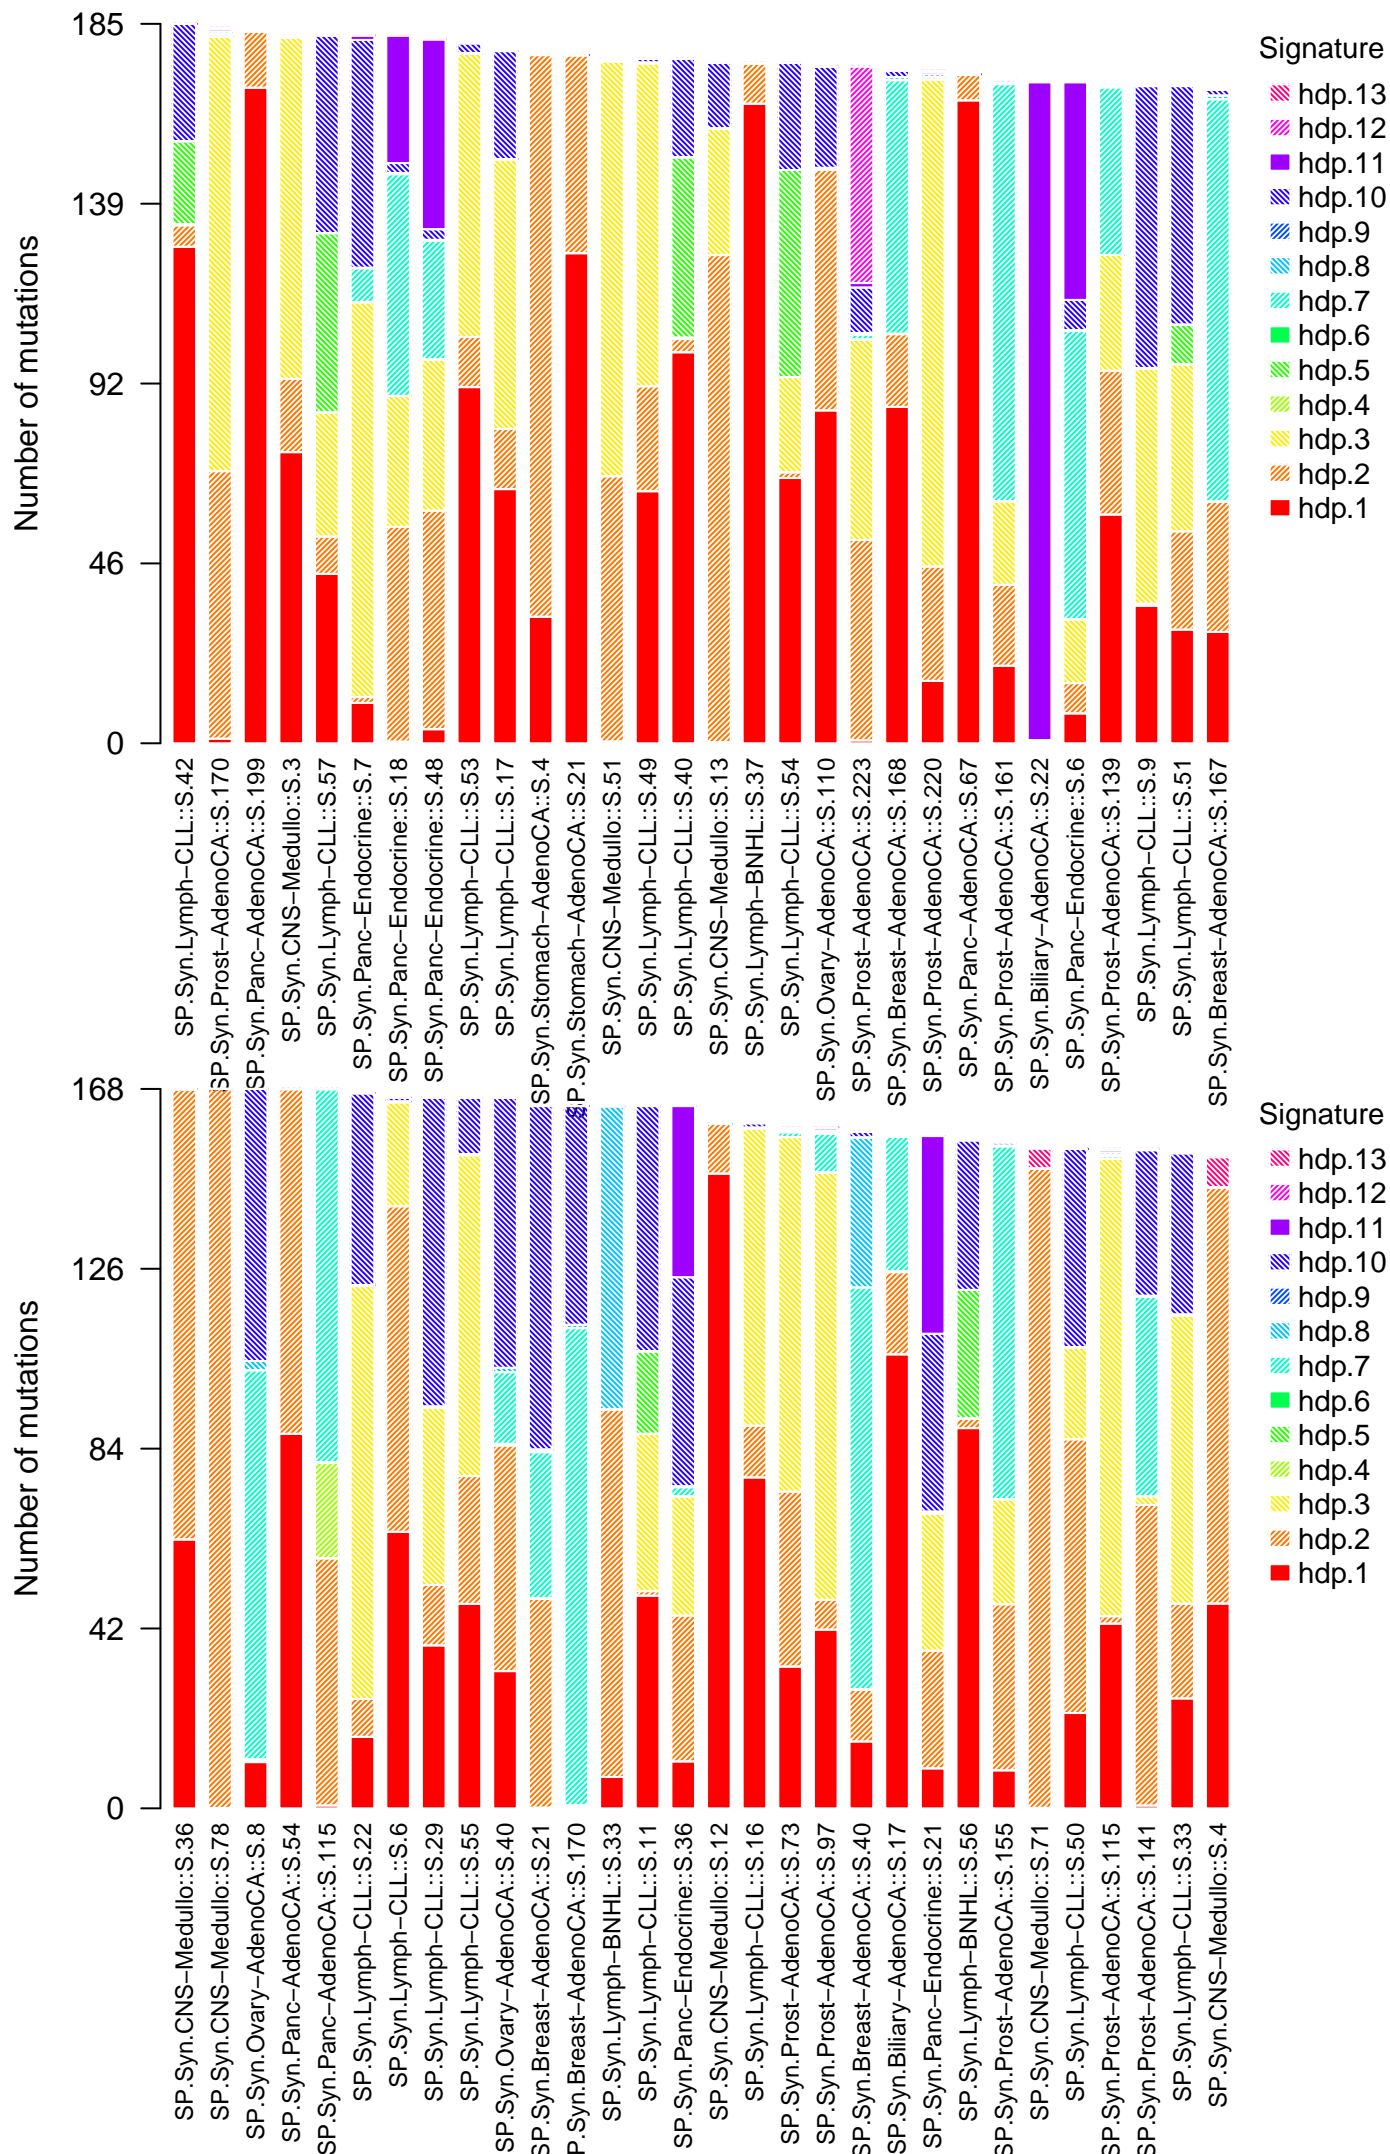 185
139
92
46
0
Number of mutations
Signature
hdp.13
hdp.12
hdp.11
hdp.10
hdp.9
hdp.8
hdp.7
hdp.6
hdp.5
hdp.4
hdp.3
hdp.2
hdp.1
SP.Syn.Lymph−CLL::S.42
SP.Syn.Prost−AdenoCA::S.170
SP.Syn.Panc−AdenoCA::S.199
SP.Syn.CNS−Medullo::S.3
SP.Syn.Lymph−CLL::S.57
SP.Syn.Panc−Endocrine::S.7
SP.Syn.Panc−Endocrine::S.18
SP.Syn.Panc−Endocrine::S.48
SP.Syn.Lymph−CLL::S.53
SP.Syn.Lymph−CLL::S.17
SP.Syn.Stomach−AdenoCA::S.4
SP.Syn.Stomach−AdenoCA::S.21
SP.Syn.CNS−Medullo::S.51
SP.Syn.Lymph−CLL::S.49
SP.Syn.Lymph−CLL::S.40
SP.Syn.CNS−Medullo::S.13
SP.Syn.Lymph−BNHL::S.37
SP.Syn.Lymph−CLL::S.54
SP.Syn.Ovary−AdenoCA::S.110
SP.Syn.Prost−AdenoCA::S.223
SP.Syn.Breast−AdenoCA::S.168
SP.Syn.Prost−AdenoCA::S.220
SP.Syn.Panc−AdenoCA::S.67
SP.Syn.Prost−AdenoCA::S.161
SP.Syn.Biliary−AdenoCA::S.22
SP.Syn.Panc−Endocrine::S.6
SP.Syn.Prost−AdenoCA::S.139
SP.Syn.Lymph−CLL::S.9
SP.Syn.Lymph−CLL::S.51
SP.Syn.Breast−AdenoCA::S.167
168
126
84
42
0
Number of mutations
Signature
hdp.13
hdp.12
hdp.11
hdp.10
hdp.9
hdp.8
hdp.7
hdp.6
hdp.5
hdp.4
hdp.3
hdp.2
hdp.1
SP.Syn.CNS−Medullo::S.36
SP.Syn.CNS−Medullo::S.78
SP.Syn.Ovary−AdenoCA::S.8
SP.Syn.Panc−AdenoCA::S.54
SP.Syn.Panc−AdenoCA::S.115
SP.Syn.Lymph−CLL::S.22
SP.Syn.Lymph−CLL::S.6
SP.Syn.Lymph−CLL::S.29
SP.Syn.Lymph−CLL::S.55
SP.Syn.Ovary−AdenoCA::S.40
SP.Syn.Breast−AdenoCA::S.21
P.Syn.Breast−AdenoCA::S.170
SP.Syn.Lymph−BNHL::S.33
SP.Syn.Lymph−CLL::S.11
SP.Syn.Panc−Endocrine::S.36
SP.Syn.CNS−Medullo::S.12
SP.Syn.Lymph−CLL::S.16
SP.Syn.Prost−AdenoCA::S.73
SP.Syn.Prost−AdenoCA::S.97
SP.Syn.Breast−AdenoCA::S.40
SP.Syn.Biliary−AdenoCA::S.17
SP.Syn.Panc−Endocrine::S.21
SP.Syn.Lymph−BNHL::S.56
SP.Syn.Prost−AdenoCA::S.155
SP.Syn.CNS−Medullo::S.71
SP.Syn.Lymph−CLL::S.50
SP.Syn.Prost−AdenoCA::S.115
SP.Syn.Prost−AdenoCA::S.141
SP.Syn.Lymph−CLL::S.33
SP.Syn.CNS−Medullo::S.4